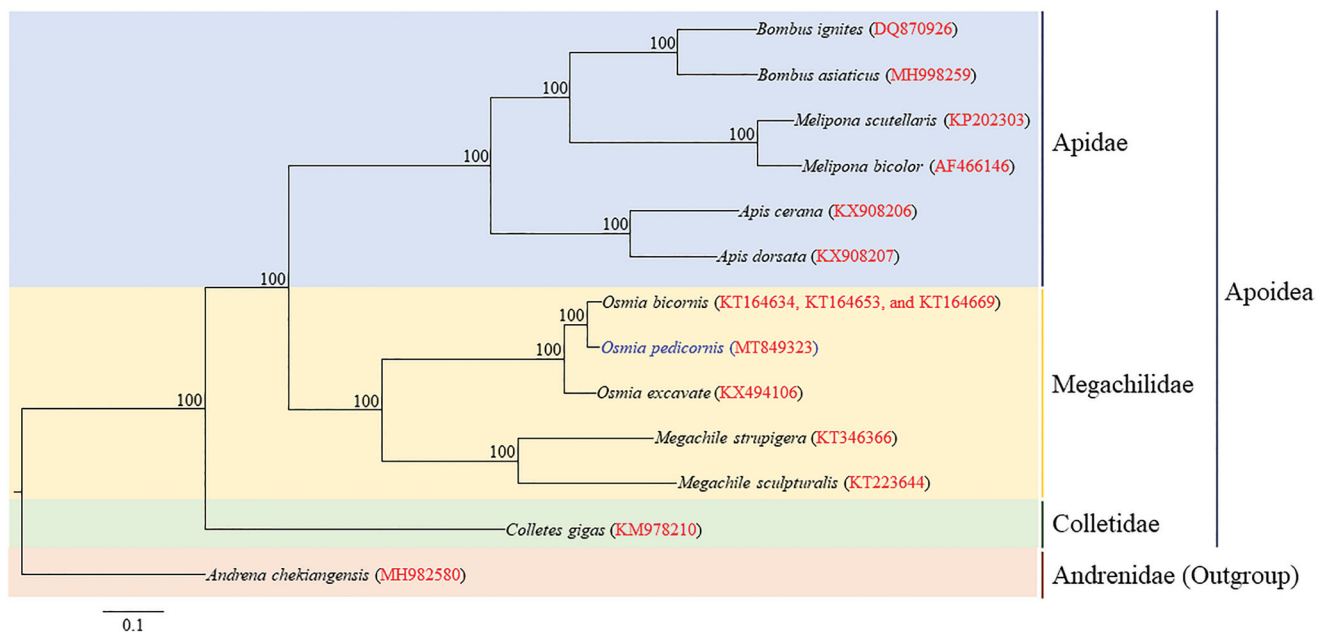 100
Bombus ignites (DQ870926)
100
Bombus asiaticus (MH998259)
100
Melipona scutellaris (KP202303)
100
Melipona bicolor (AF466146)
Apis cerana (KX908206)
100
Apis dorsata (KX908207)
Apidae
100
Osmia bicornis (KT164634, KT164653, and KT164669)
100
Osmia pedicornis (MT849323)
100
Osmia excavate (KX494106)
100
Megachile strupigera (KT346366)
100
Megachile sculpturalis (KT223644)
Megachilidae
Apoidea
100
Colletes gigas (KM978210)
Colletidae
Andrena chekiangensis (MH982580)
Andrenidae (Outgroup)
0.1